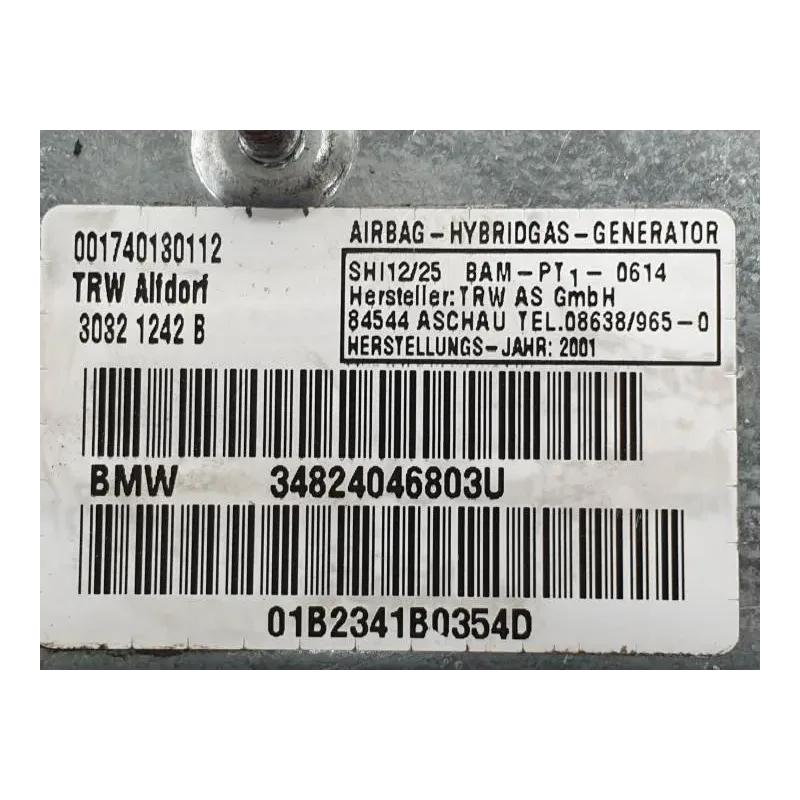 001740130112
TRW Alfdorf
3032 1242 B
AIRBAG-HYBRIDGAS-GENERATOR
SHI12/25 BAM-PT1-0614
Hersteller: TRW AS GmbH
84544 ASCHAU TEL.08638/965-0
HERSTELLUNGS-JAHR: 2001
BMW 34824046803U
01B2341B0354D